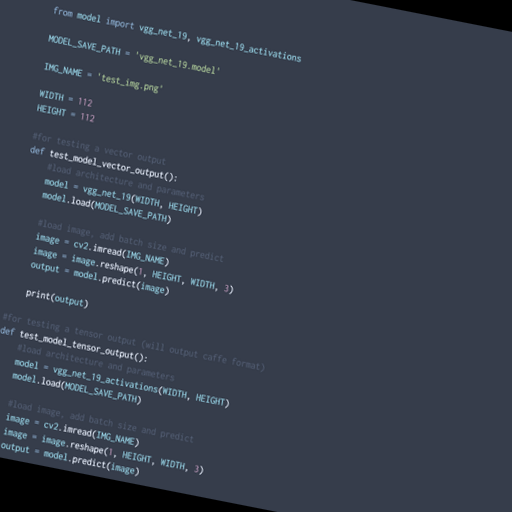 from model import vgg_net_19, vgg_net_19_activations
MODEL_SAVE_PATH = 'vgg_net_19.model'
IMG_NAME = 'test_img.png'
WIDTH = 112
HEIGHT = 112
#for testing a vector output
def test_model_vector_output():
#load architecture and parameters
model = vgg_net_19(WIDTH, HEIGHT)
model.load(MODEL_SAVE_PATH)
#load image, add batch size and predict
image = cv2.imread(IMG_NAME)
image = image.reshape(1, HEIGHT, WIDTH, 3)
output = model.predict(image)
print(output)
#for testing a tensor output (will output caffe format)
def test_model_tensor_output():
#load architecture and parameters
model = vgg_net_19_activations(WIDTH, HEIGHT)
model.load(MODEL_SAVE_PATH)
#load image, add batch size and predict
image = cv2.imread(IMG_NAME)
image = image.reshape(1, HEIGHT, WIDTH, 3)
output = model.predict(image)